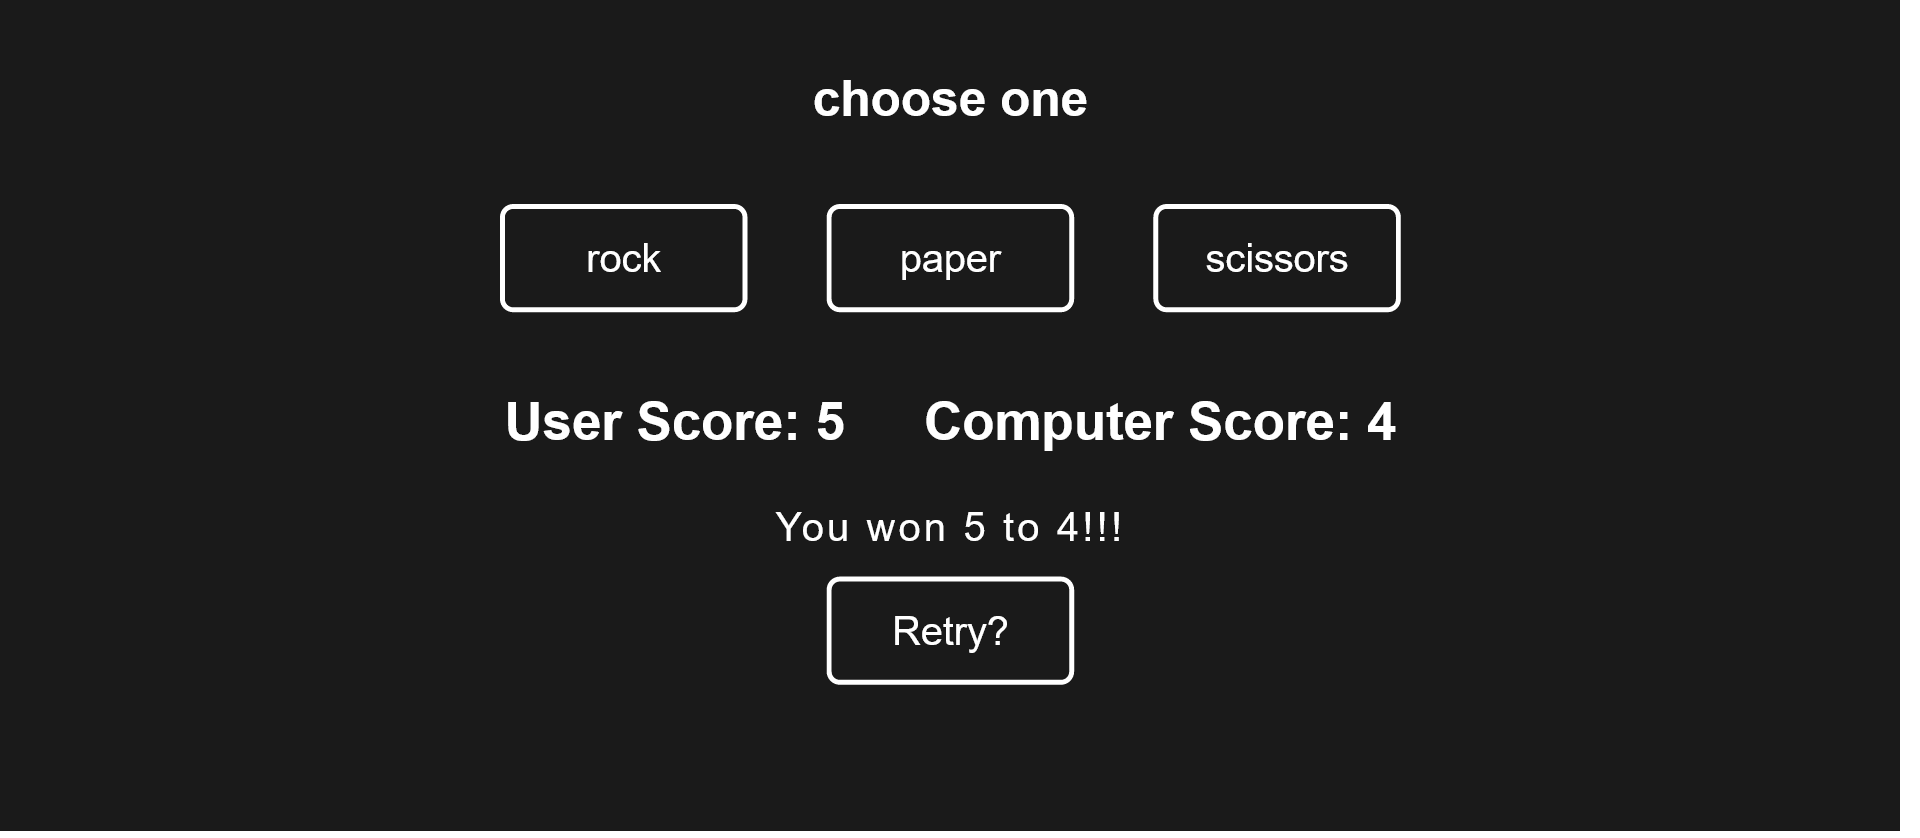 choose one
rock paper scissors
User Score: 5 Computer Score: 4
You won 5 to 4!!!
Retry?